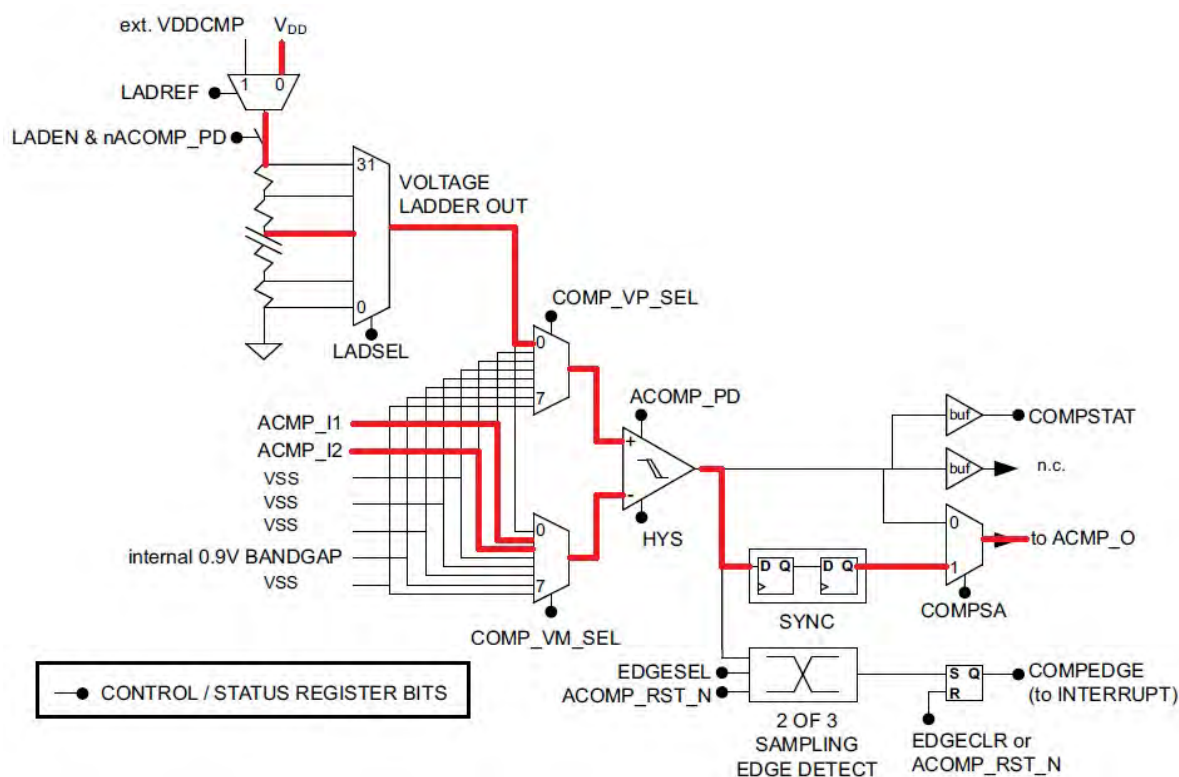 ext. VDDCMP
VDD
1
0
LADREF
LADEN & nACOMP_PD
31
VOLTAGE
LADDER OUT
0
LADSEL
COMP_VP_SEL
0
7
ACOMP_PD
+
-
HYS
ACMP_I1
ACMP_I2
VSS
VSS
VSS
internal 0.9V BANDGAP
VSS
0
7
COMP_VM_SEL
buf
COMPSTAT
buf
n.c.
0
1
to ACMP_O
COMPSA
D Q
D Q
SYNC
EDGESEL
ACOMP_RST_N
2 OF 3
SAMPLING
EDGE DETECT
S Q
R
COMPEDGE
(to INTERRUPT)
EDGECLR or
ACOMP_RST_N
CONTROL / STATUS REGISTER BITS